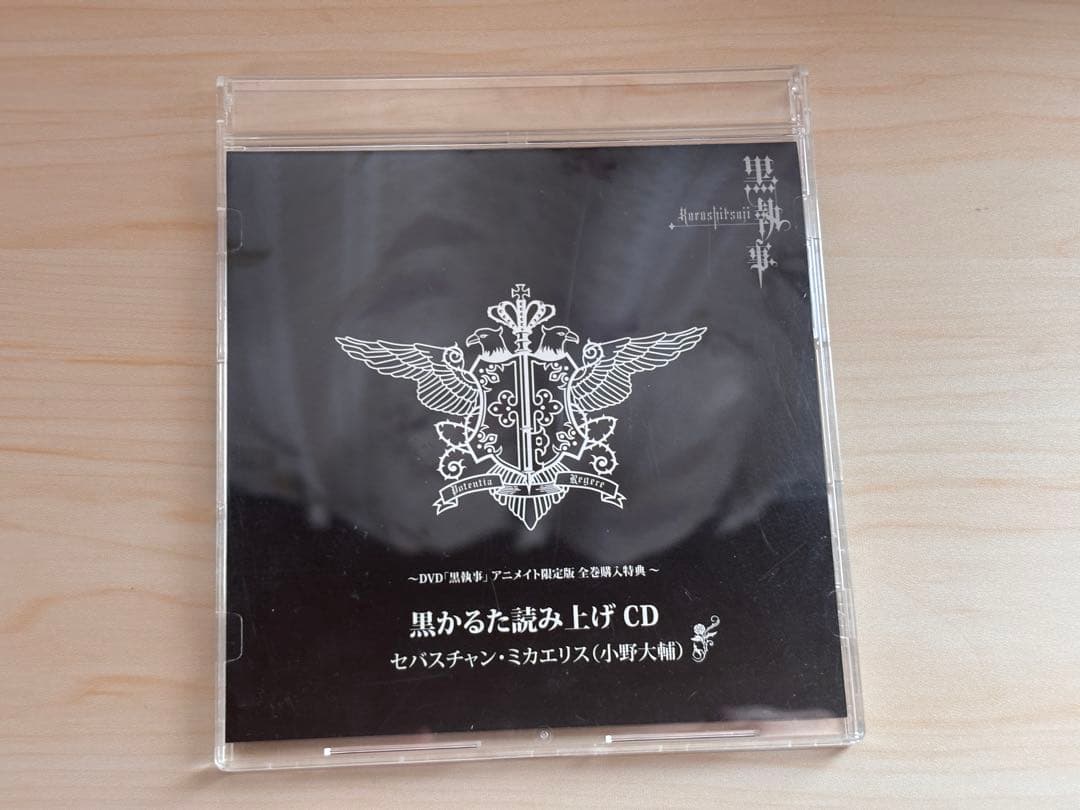 黒執事
Kuroshitsuji
Potentia Regere
～DVD「黒執事」アニメイト限定版 全巻購入特典～
黒かるた読み上げ CD
セバスチャン・ミカエリス(小野大輔)